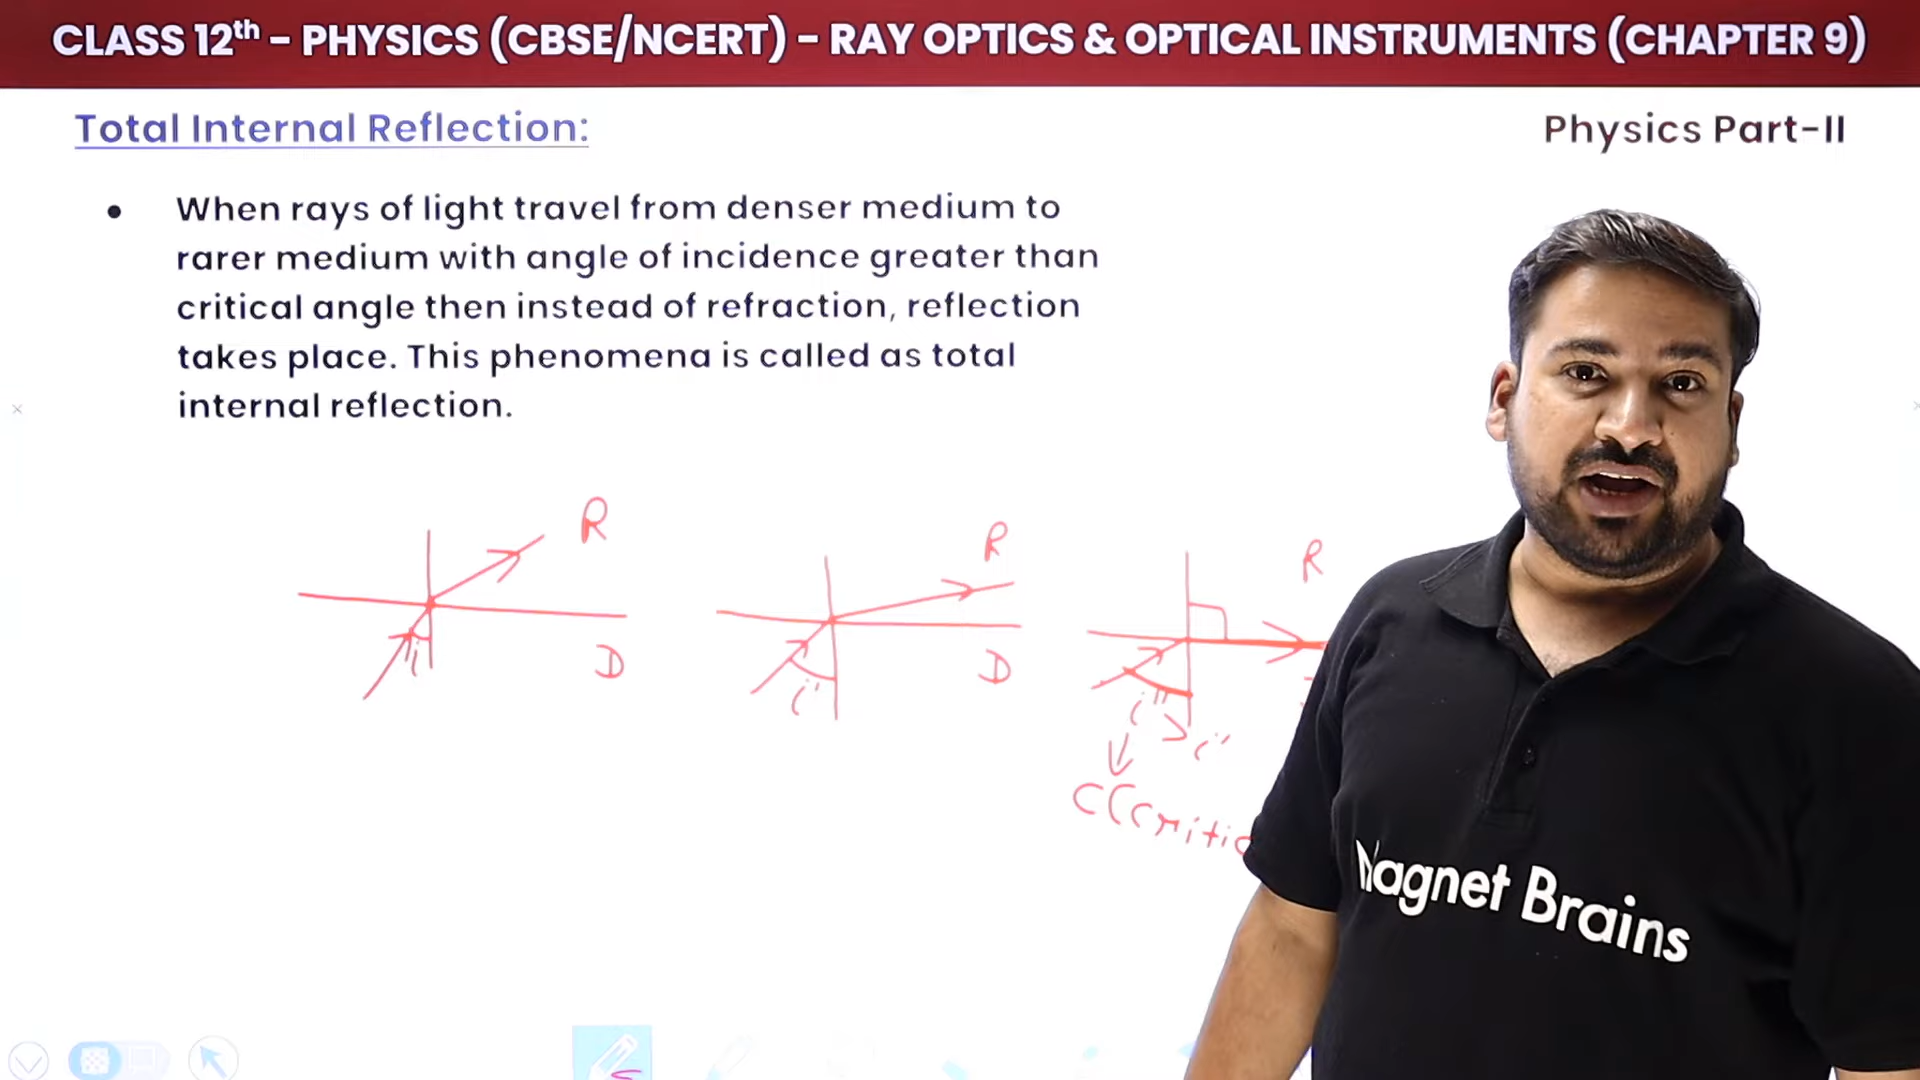 CLASS 12th - PHYSICS (CBSE/NCERT) - RAY OPTICS & OPTICAL INSTRUMENTS (CHAPTER 9)
Total Internal Reflection:
Physics Part-II
• When rays of light travel from denser medium to
rarer medium with angle of incidence greater than
critical angle then instead of refraction, reflection
takes place. This phenomena is called as total
internal reflection.
R
R
R
i
D
i'
D
i" > i'
C(Critic
Magnet Brains